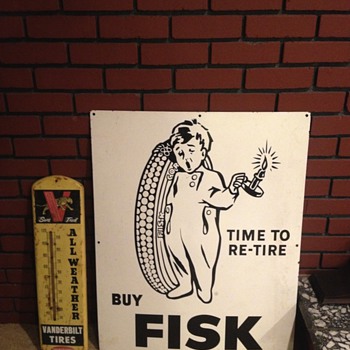 V
ALL WEATHER
VANDERBILT
TIRES
TIME TO
RE-TIRE
BUY
FISK